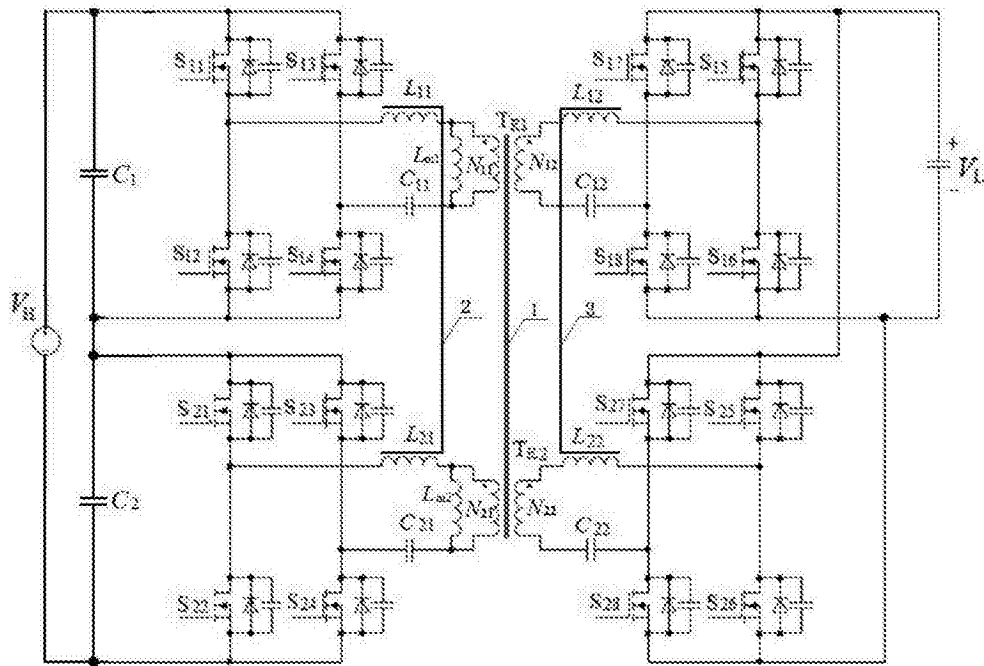 S11
S13
S17
S15
L11
L12
TR1
Lm1
N11
N12
C1
C11
C12
VL
+
-
S12
S14
S18
S16
VH
2
1
3
S21
S23
S27
S25
L21
L22
TR2
Lm2
N21
N22
C2
C21
C22
S22
S24
S28
S26